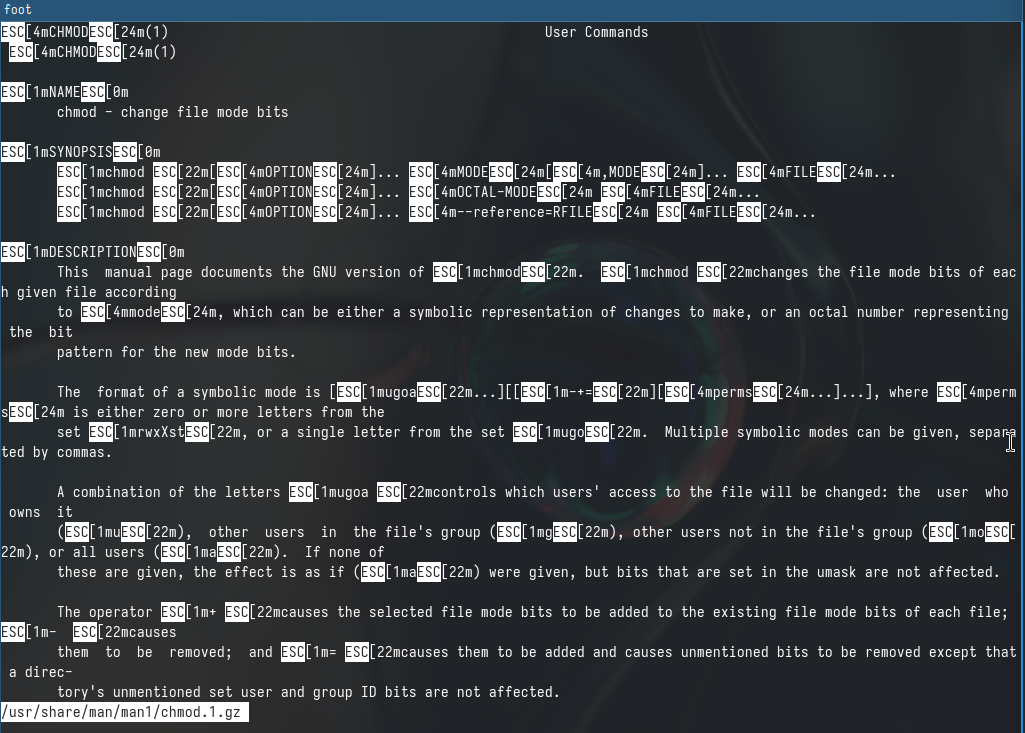 foot
ESC[4mCHMODESC[24m(1)                                               User Commands
 ESC[4mCHMODESC[24m(1)

ESC[1mNAMEESC[0m
       chmod - change file mode bits

ESC[1mSYNOPSISESC[0m
       ESC[1mchmod ESC[22m[ESC[4mOPTIONESC[24m]... ESC[4mMODEESC[24m[ESC[4m,MODEESC[24m]... ESC[4mFILEESC[24m...
       ESC[1mchmod ESC[22m[ESC[4mOPTIONESC[24m]... ESC[4mOCTAL-MODEESC[24m ESC[4mFILEESC[24m...
       ESC[1mchmod ESC[22m[ESC[4mOPTIONESC[24m]... ESC[4m--reference=RFILEESC[24m ESC[4mFILEESC[24m...

ESC[1mDESCRIPTIONESC[0m
       This  manual page documents the GNU version of ESC[1mchmodESC[22m.  ESC[1mchmod ESC[22mchanges the file mode bits of eac
h given file according
       to ESC[4mmodeESC[24m, which can be either a symbolic representation of changes to make, or an octal number representing
 the  bit
       pattern for the new mode bits.

       The  format of a symbolic mode is [ESC[1mugoaESC[22m...][[ESC[1m-+=ESC[22m][ESC[4mpermsESC[24m...]...], where ESC[4mperm
sESC[24m is either zero or more letters from the
       set ESC[1mrwxXstESC[22m, or a single letter from the set ESC[1mugoESC[22m.  Multiple symbolic modes can be given, separa
ted by commas.

       A combination of the letters ESC[1mugoa ESC[22mcontrols which users' access to the file will be changed: the  user  who
 owns  it
       (ESC[1muESC[22m),  other  users  in  the file's group (ESC[1mgESC[22m), other users not in the file's group (ESC[1moESC[
22m), or all users (ESC[1maESC[22m).  If none of
       these are given, the effect is as if (ESC[1maESC[22m) were given, but bits that are set in the umask are not affected.

       The operator ESC[1m+ ESC[22mcauses the selected file mode bits to be added to the existing file mode bits of each file;
ESC[1m-  ESC[22mcauses
       them  to  be  removed;  and ESC[1m= ESC[22mcauses them to be added and causes unmentioned bits to be removed except that
 a direc-
       tory's unmentioned set user and group ID bits are not affected.
/usr/share/man/man1/chmod.1.gz